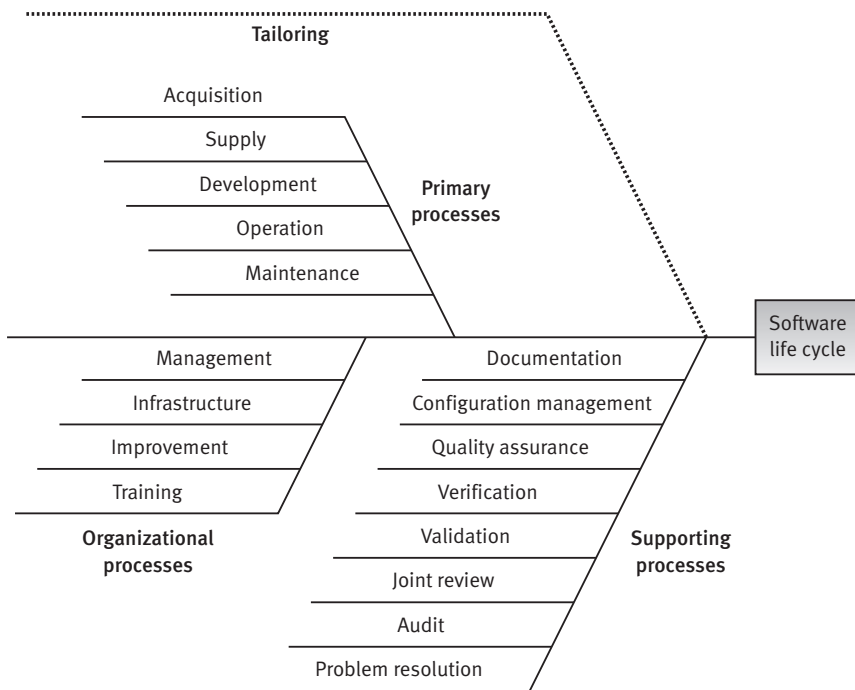 Tailoring
Acquisition
Supply
Development
Operation
Maintenance
Primary
processes
Software
life cycle
Management
Infrastructure
Improvement
Training
Organizational
processes
Documentation
Configuration management
Quality assurance
Verification
Validation
Joint review
Audit
Problem resolution
Supporting
processes